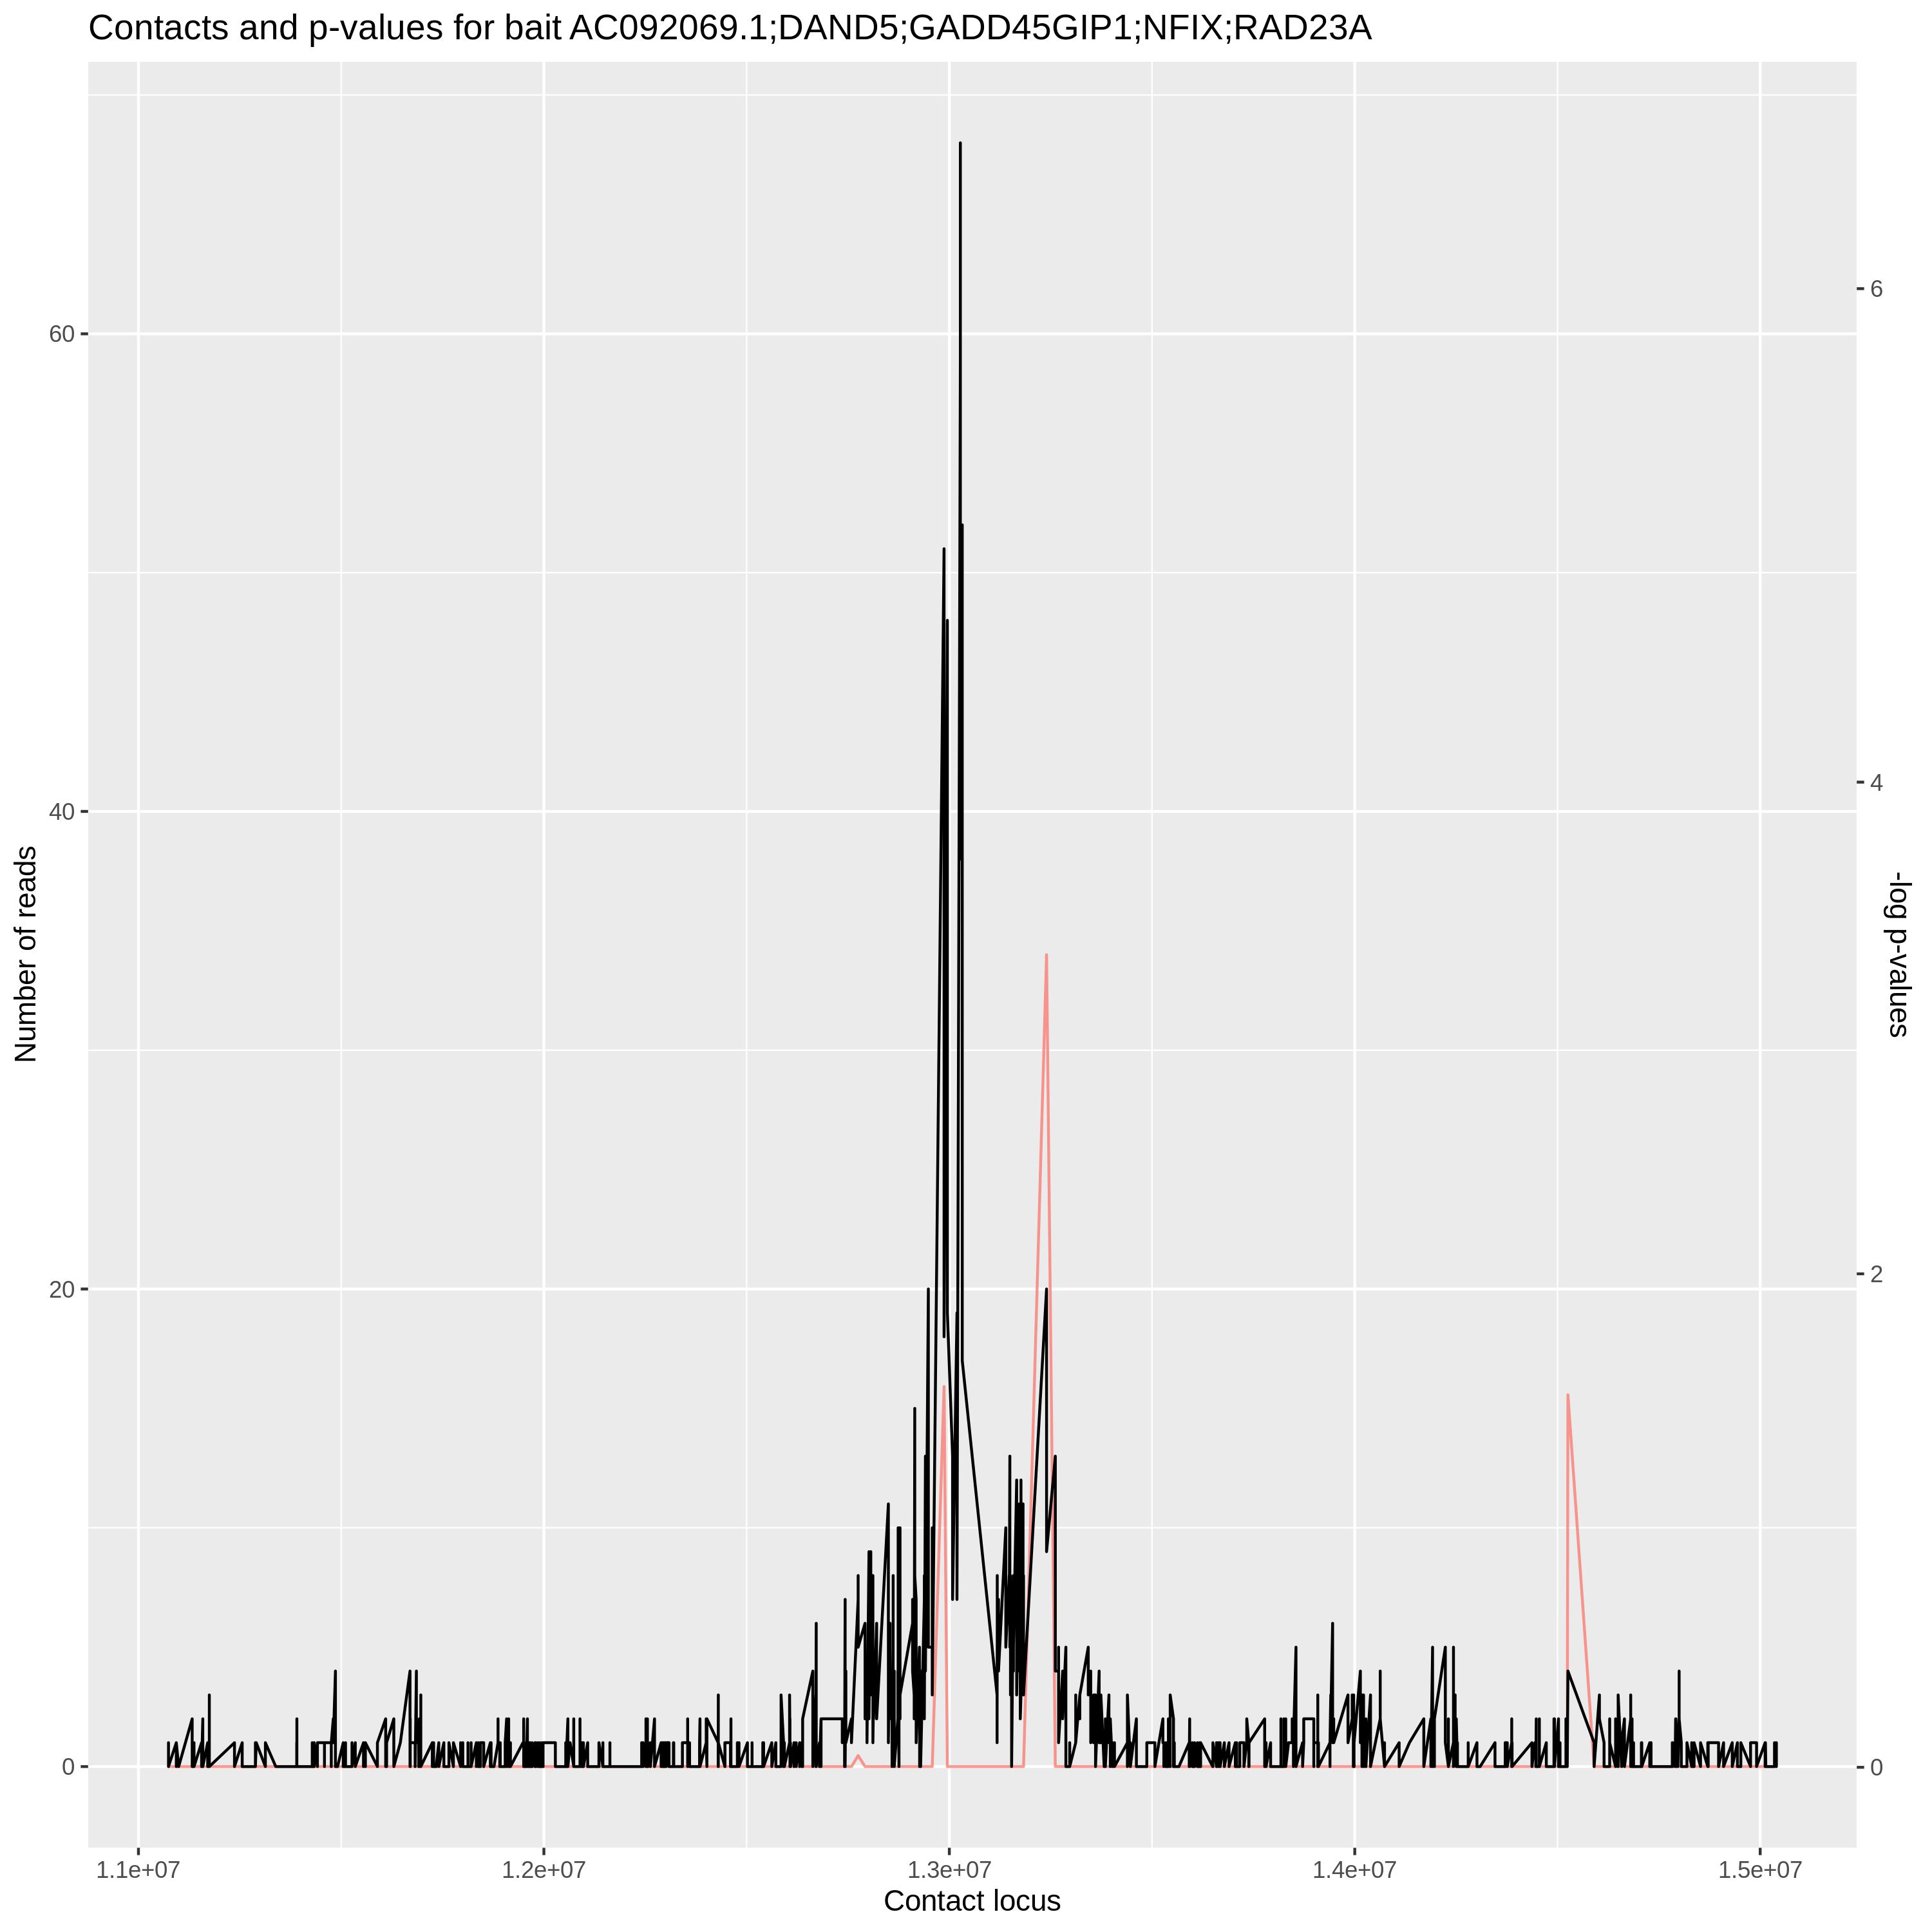 Contacts and p-values for bait AC092069.1;DAND5;GADD45GIP1;NFIX;RAD23A
Number of reads
60
40
20
0
6
4
2
0
-log p-values
1.1e+07 1.2e+07 1.3e+07 1.4e+07 1.5e+07
Contact locus